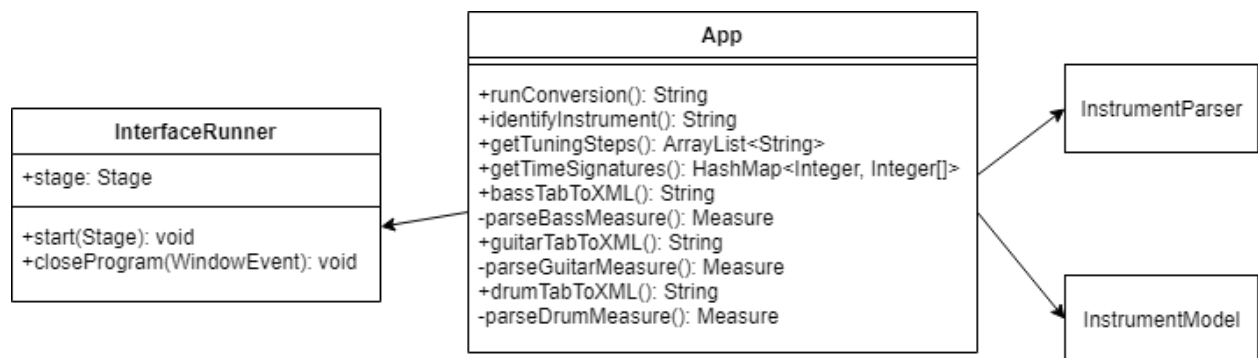 InterfaceRunner
+stage: Stage
+start(Stage): void
+closeProgram(WindowEvent): void
App
+runConversion(): String
+identifyInstrument(): String
+getTuningSteps(): ArrayList<String>
+getTimeSignatures(): HashMap<Integer, Integer[]>
+bassTabToXML(): String
-parseBassMeasure(): Measure
+guitarTabToXML(): String
-parseGuitarMeasure(): Measure
+drumTabToXML(): String
-parseDrumMeasure(): Measure
InstrumentParser
InstrumentModel